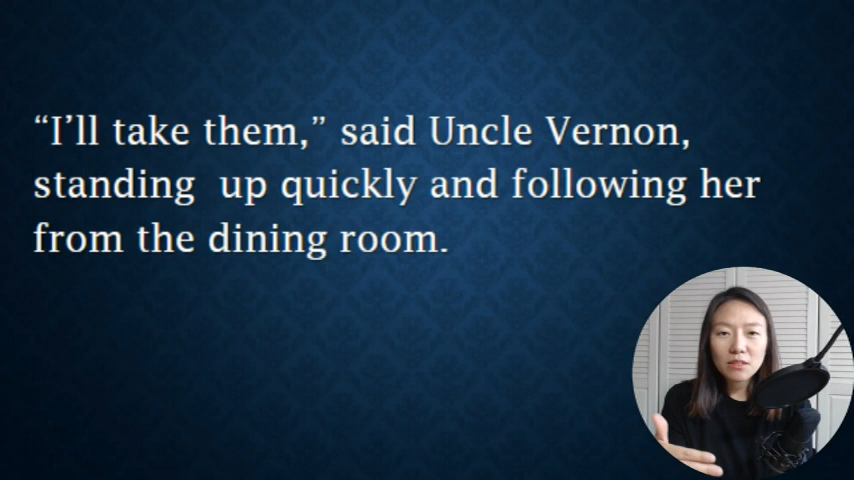 “I’ll take them,” said Uncle Vernon,
standing  up quickly and following her
from the dining room.